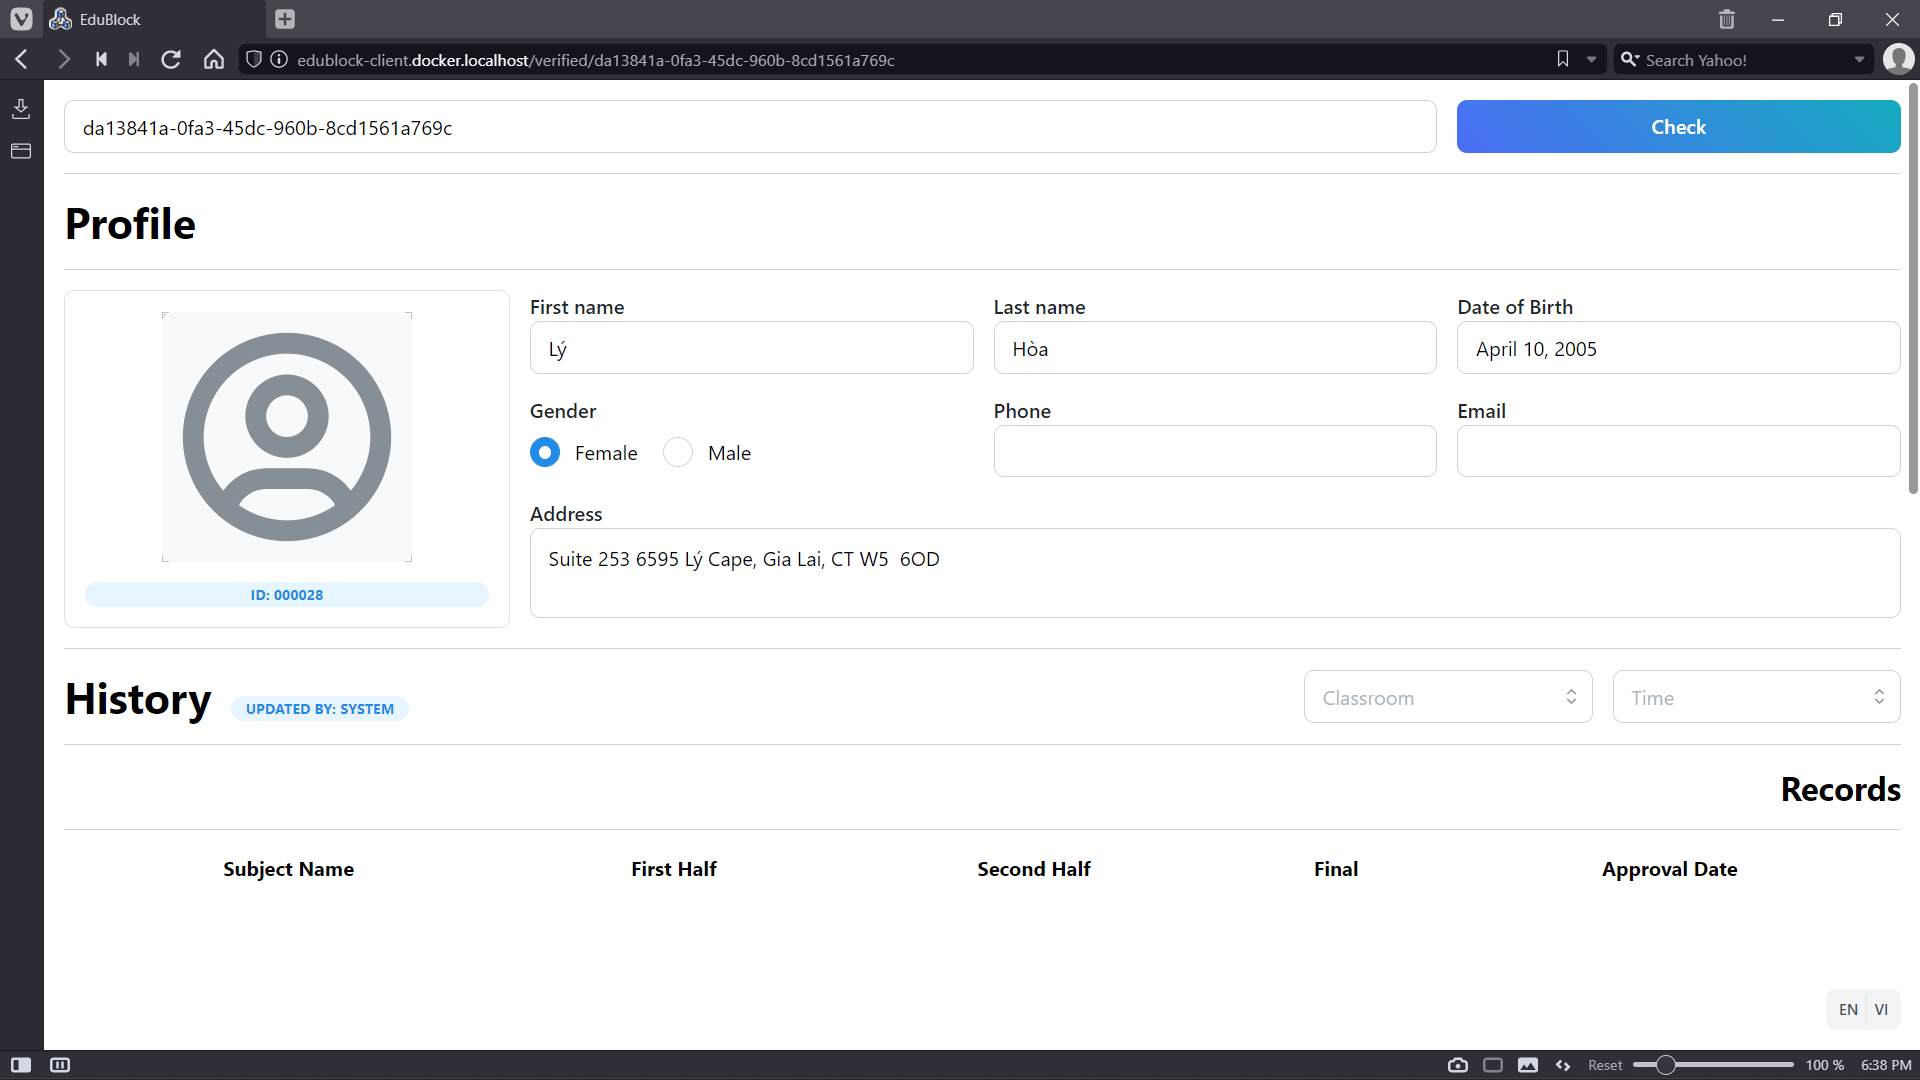 EduBlock
edublock-client.docker.localhost/verified/da13841a-0fa3-45dc-960b-8cd1561a769c
Search Yahoo!
da13841a-0fa3-45dc-960b-8cd1561a769c
Check
Profile
First name
Last name
Date of Birth
Lý
Hòa
April 10, 2005
Gender
Phone
Email
Female
Male
Address
Suite 253 6595 Lý Cape, Gia Lai, CT W5  6OD
ID: 000028
History
UPDATED BY: SYSTEM
Classroom
Time
Records
Subject Name
First Half
Second Half
Final
Approval Date
EN
VI
Reset
100 %
6:38 PM